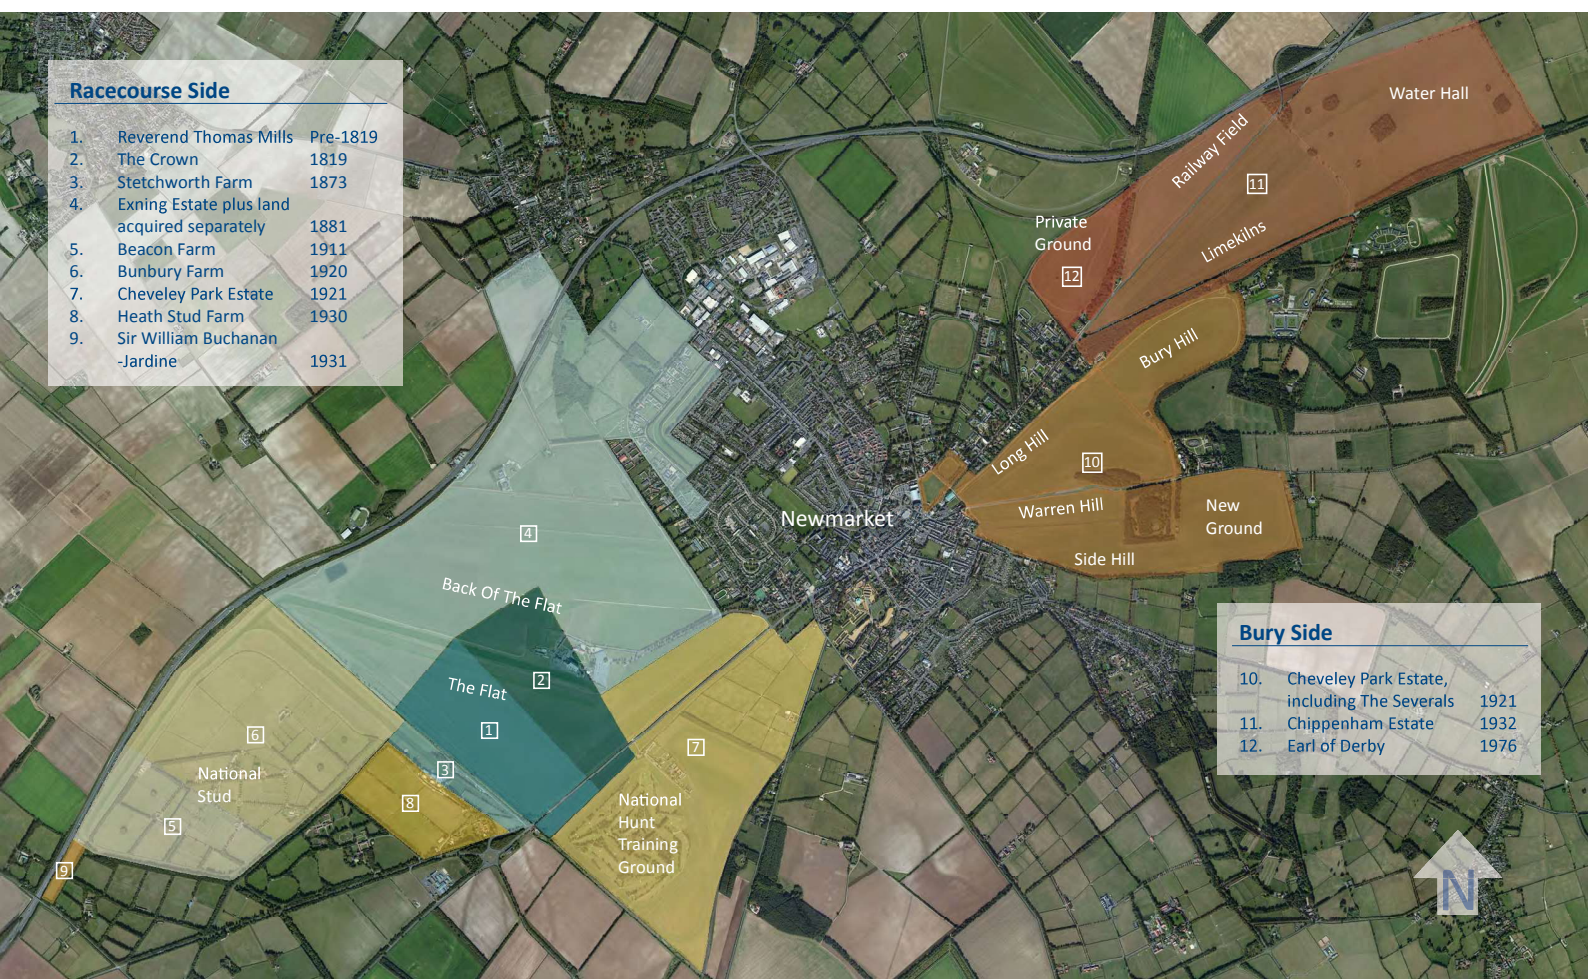 Racecourse Side
1. Reverend Thomas Mills Pre-1819
2. The Crown 1819
3. Stetchworth Farm 1873
4. Exning Estate plus land
acquired separately 1881
5. Beacon Farm 1911
6. Bunbury Farm 1920
7. Cheveley Park Estate 1921
8. Heath Stud Farm 1930
9. Sir William Buchanan
-Jardine 1931
Water Hall
Railway Field
11
Private
Ground
12
Limekilns
Bury Hill
Long Hill
10
Warren Hill
New
Ground
Side Hill
Newmarket
4
Back Of The Flat
2
The Flat
1
3
6
National
Stud
5
8
9
7
National
Hunt
Training
Ground
Bury Side
10. Cheveley Park Estate,
including The Severals 1921
11. Chippenham Estate 1932
12. Earl of Derby 1976
N